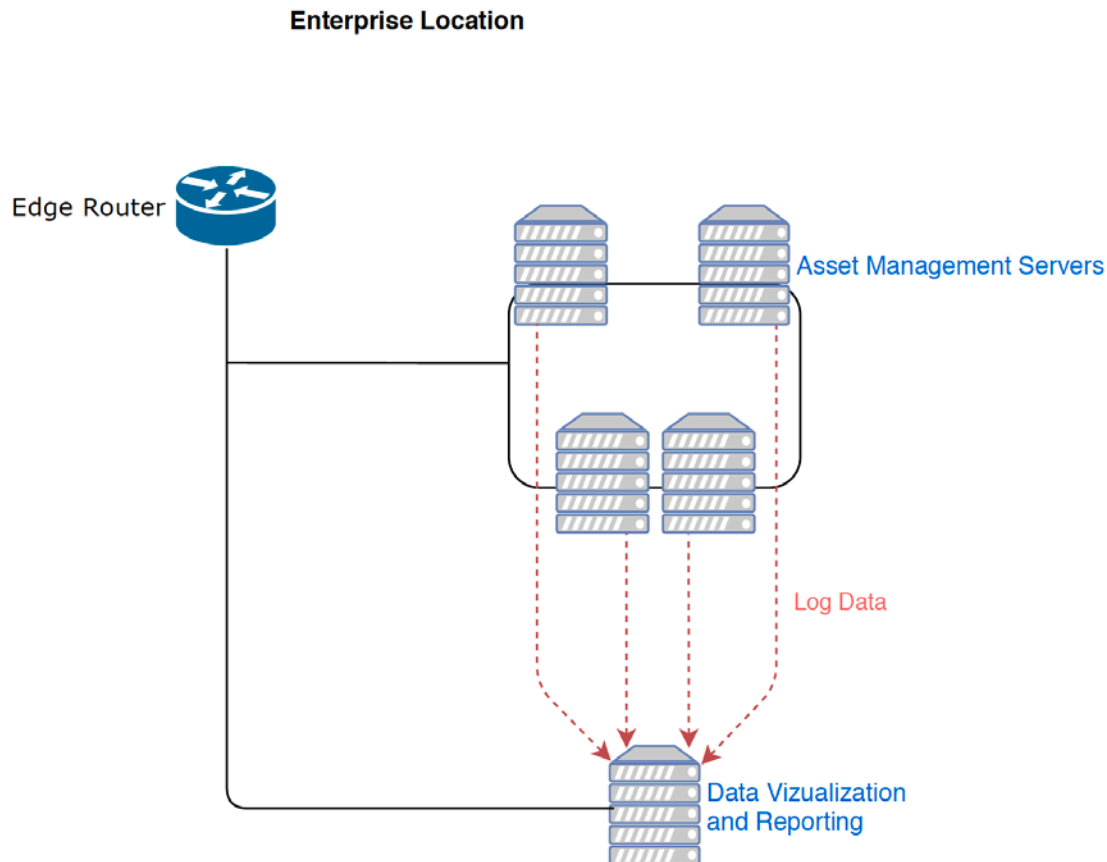 Enterprise Location
Edge Router
Asset Management Servers
Log Data
Data Vizualization
and Reporting